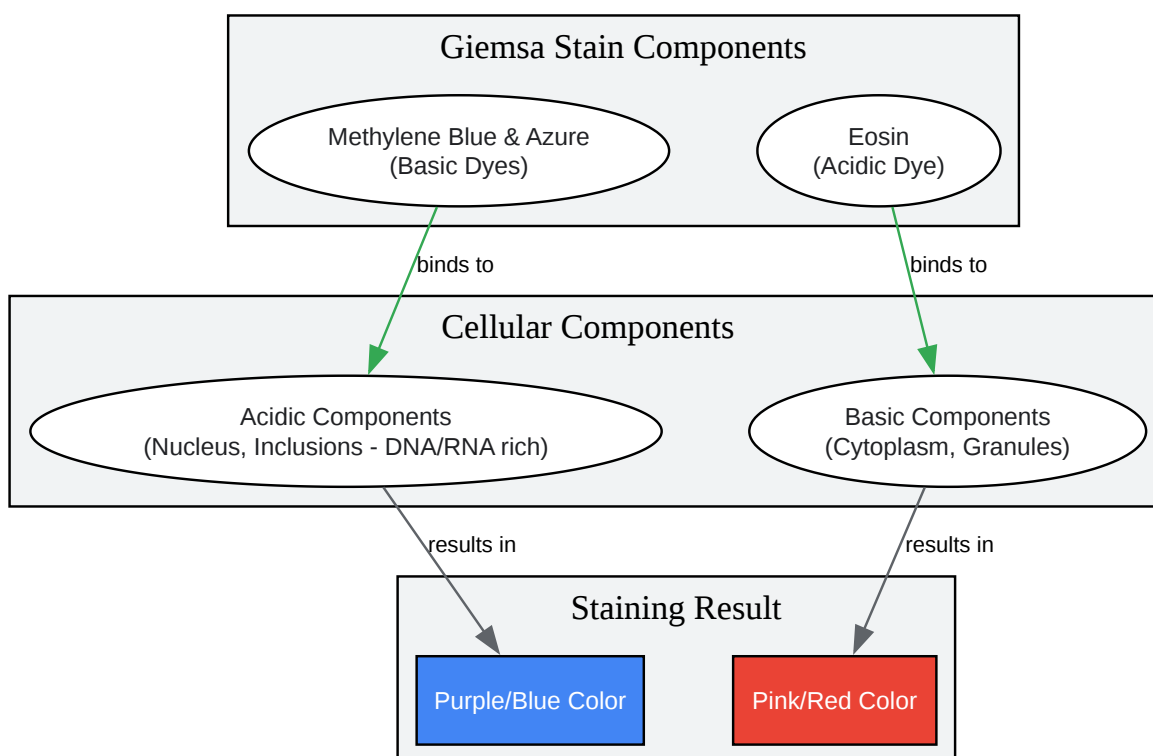 Giemsa Stain Components
Methylene Blue & Azure
(Basic Dyes)
Eosin
(Acidic Dye)
binds to
binds to
Cellular Components
Acidic Components
(Nucleus, Inclusions - DNA/RNA rich)
Basic Components
(Cytoplasm, Granules)
results in
results in
Staining Result
Purple/Blue Color
Pink/Red Color